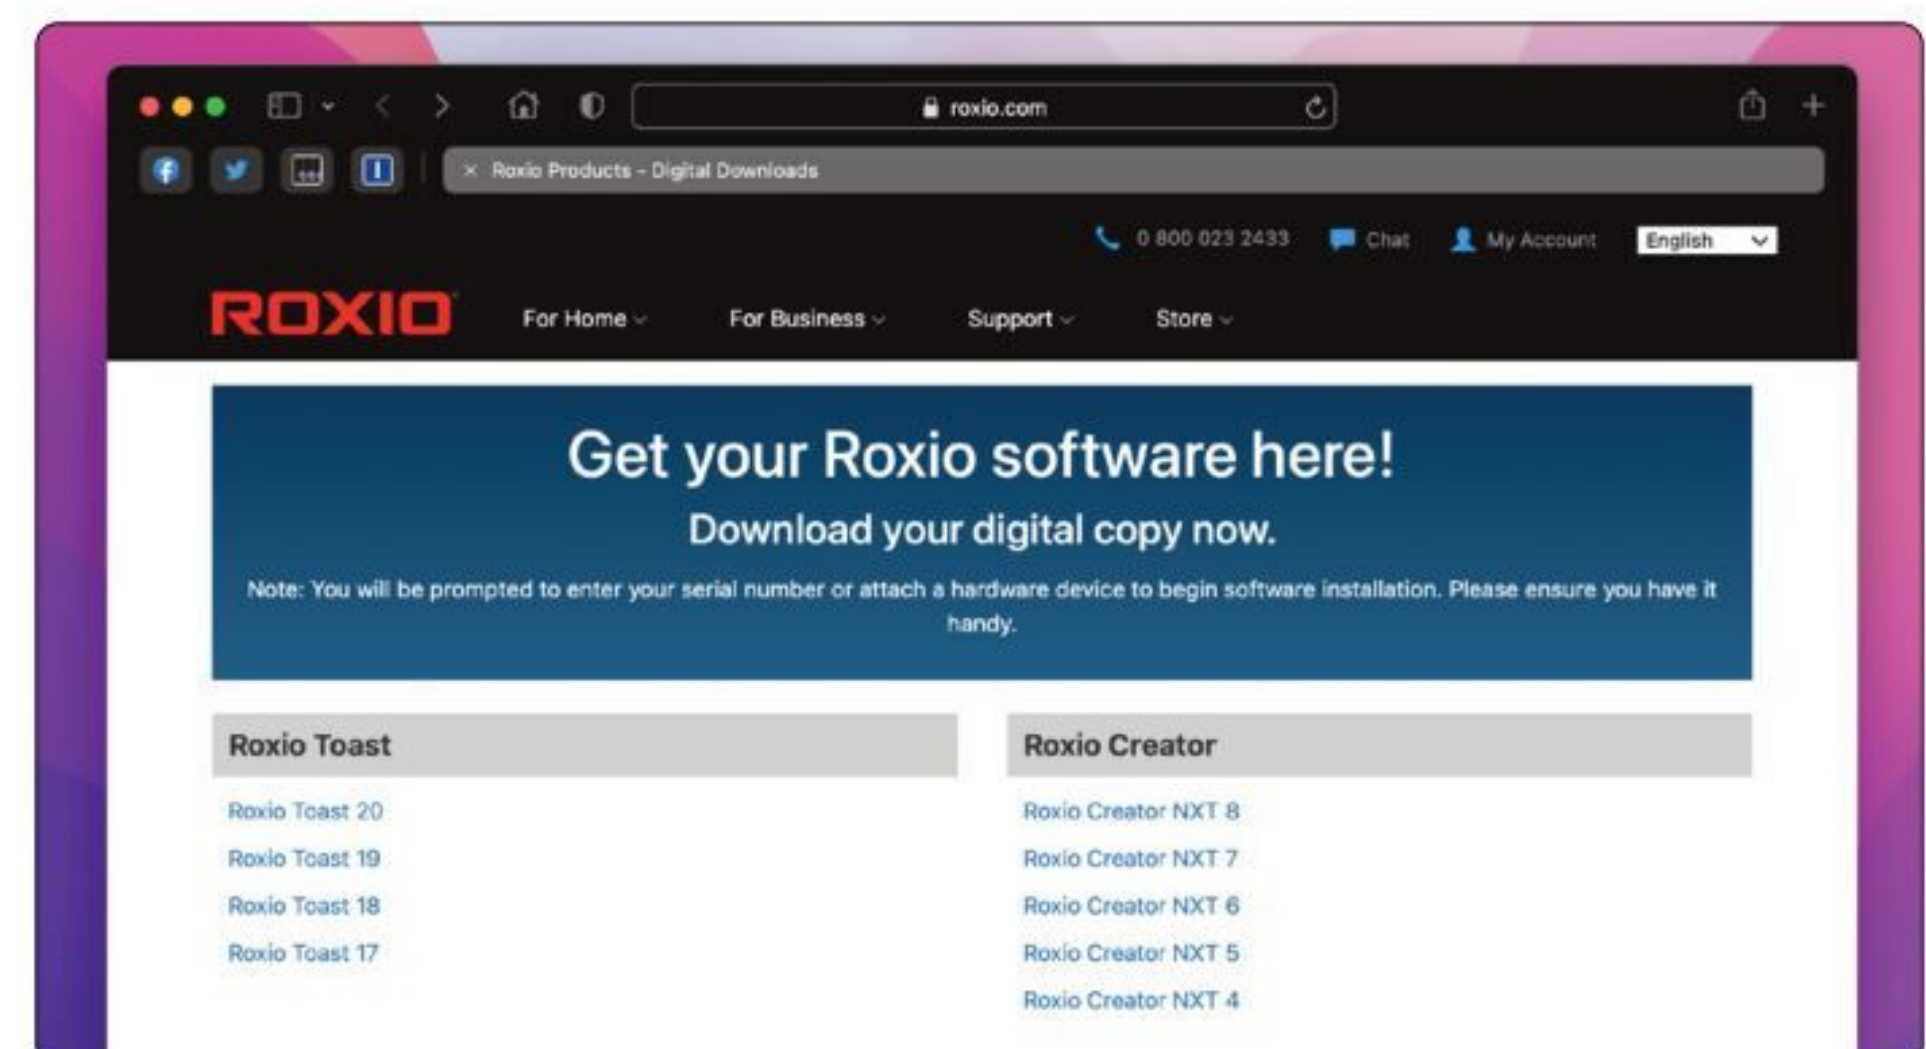 roxio.com
Roxio Products – Digital Downloads
0 800 023 2433 Chat My Account English
ROXIO For Home For Business Support Store
Get your Roxio software here!
Download your digital copy now.
Note: You will be prompted to enter your serial number or attach a hardware device to begin software installation. Please ensure you have it
handy.
Roxio Toast
Roxio Toast 20
Roxio Toast 19
Roxio Toast 18
Roxio Toast 17
Roxio Creator
Roxio Creator NXT 8
Roxio Creator NXT 7
Roxio Creator NXT 6
Roxio Creator NXT 5
Roxio Creator NXT 4